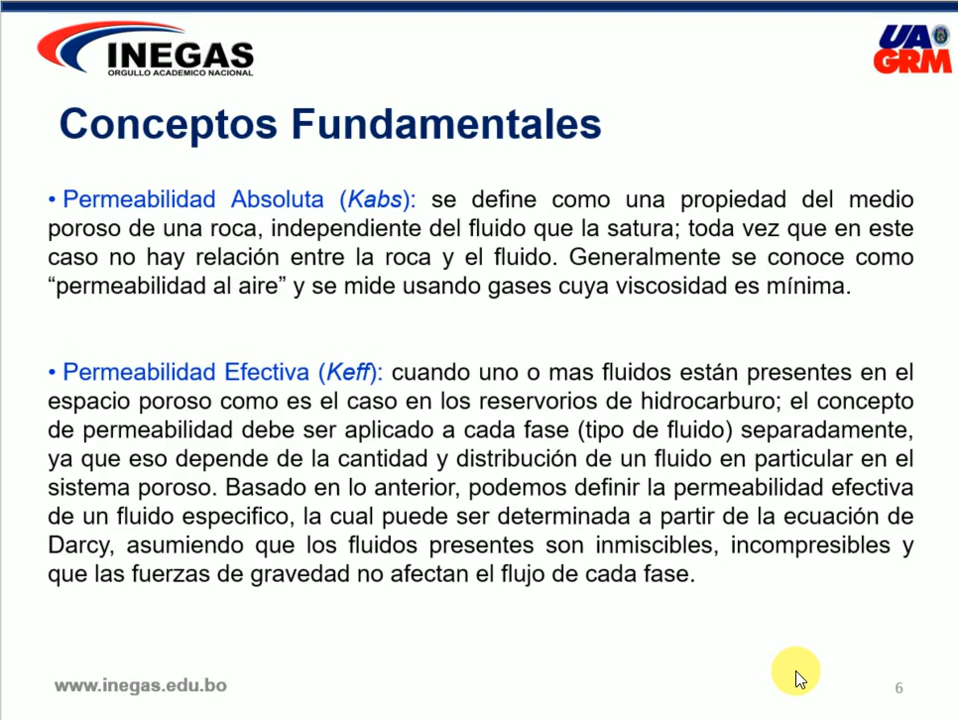 INEGAS
ORGULLO ACADEMICO NACIONAL
UA
GRM
Conceptos Fundamentales
• Permeabilidad Absoluta (Kabs): se define como una propiedad del medio
poroso de una roca, independiente del fluido que la satura; toda vez que en este
caso no hay relación entre la roca y el fluido. Generalmente se conoce como
“permeabilidad al aire” y se mide usando gases cuya viscosidad es mínima.
• Permeabilidad Efectiva (Keff): cuando uno o mas fluidos están presentes en el
espacio poroso como es el caso en los reservorios de hidrocarburo; el concepto
de permeabilidad debe ser aplicado a cada fase (tipo de fluido) separadamente,
ya que eso depende de la cantidad y distribución de un fluido en particular en el
sistema poroso. Basado en lo anterior, podemos definir la permeabilidad efectiva
de un fluido especifico, la cual puede ser determinada a partir de la ecuación de
Darcy, asumiendo que los fluidos presentes son inmiscibles, incompresibles y
que las fuerzas de gravedad no afectan el flujo de cada fase.
www.inegas.edu.bo
6